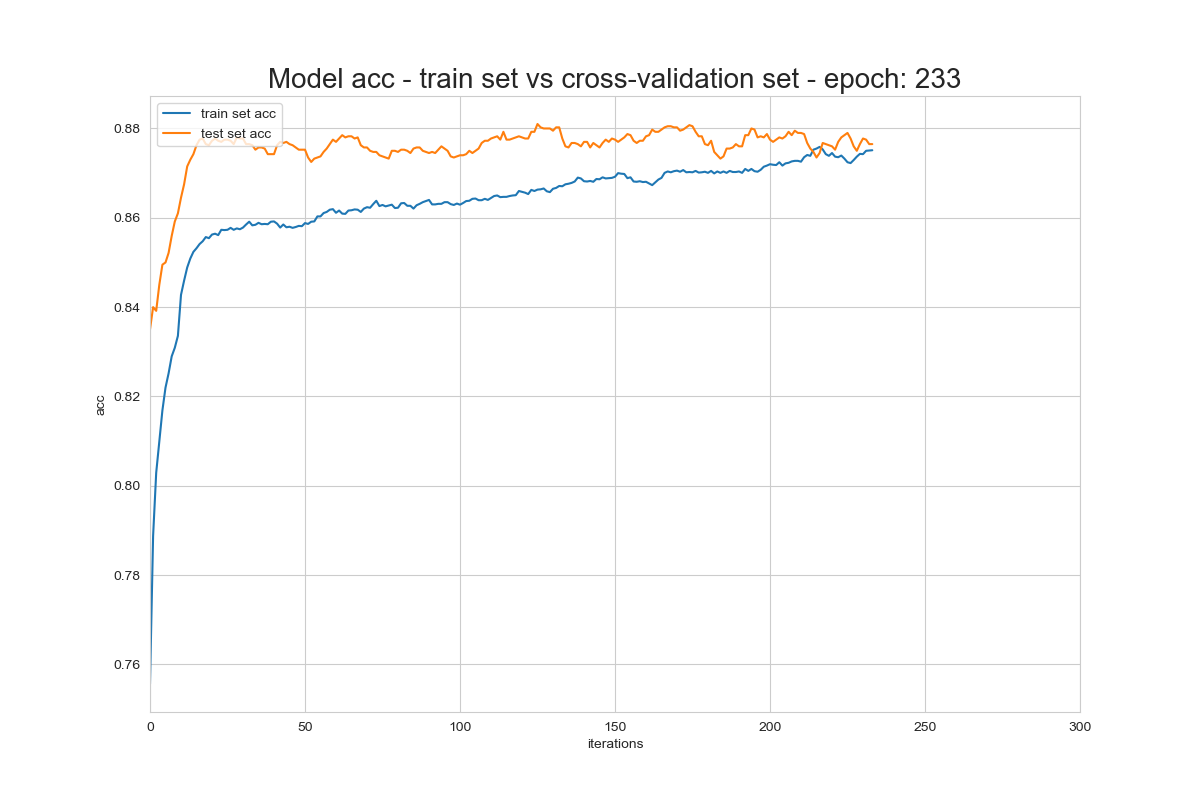 Model acc - train set vs cross-validation set - epoch: 233
train set acc
test set acc
0.88
0.86
0.84
0.82
0.80
0.78
0.76
acc
0 50 100 150 200 250 300
iterations